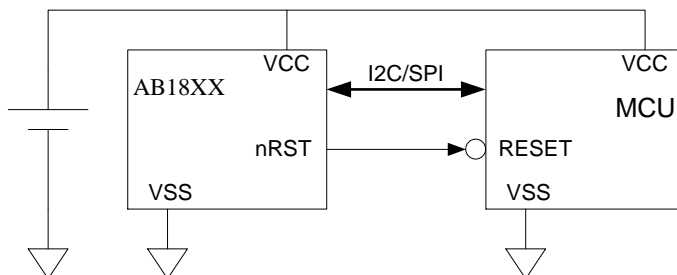 VCC
I2C/SPI
VCC
AB18XX
MCU
nRST
RESET
VSS
VSS